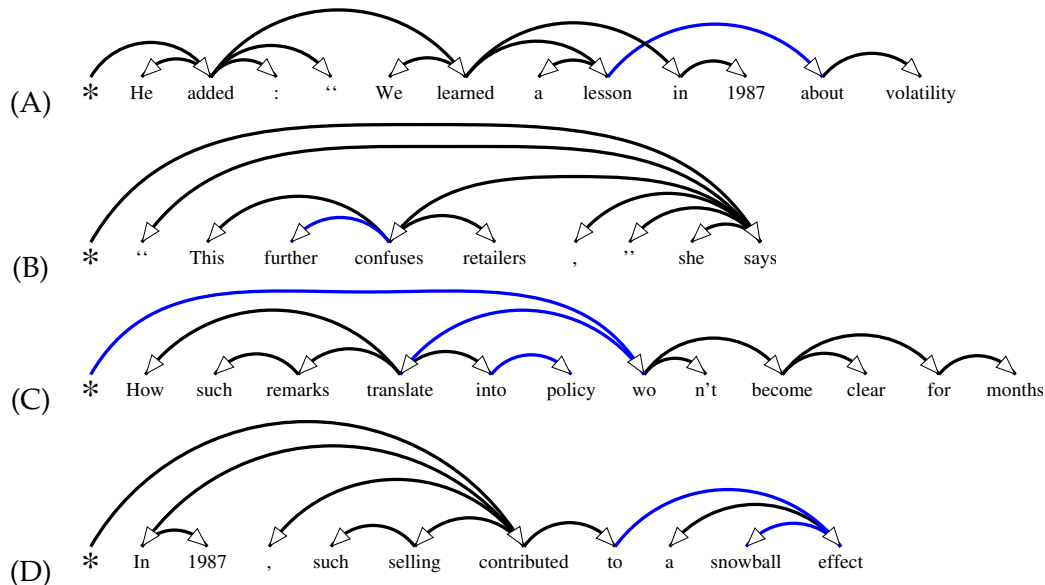 (A) * He added : ‘‘ We learned a lesson in 1987 about volatility
(B) * ‘‘ This further confuses retailers , ’’ she says
(C) * How such remarks translate into policy wo n't become clear for months
(D) * In 1987 , such selling contributed to a snowball effect